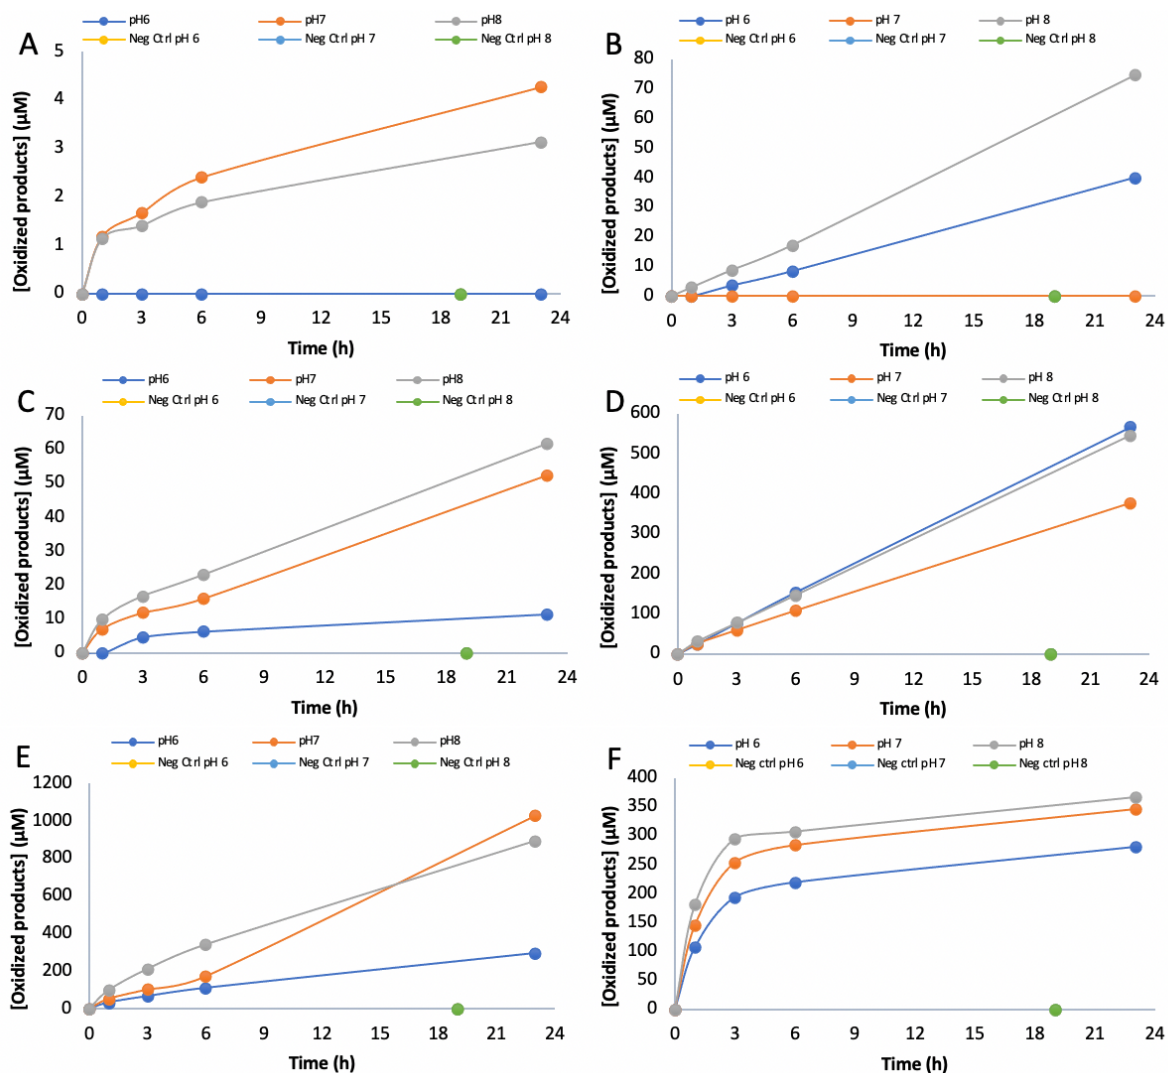 A
pH6 pH7 pH8
Neg Ctrl pH 6 Neg Ctrl pH 7 Neg Ctrl pH 8
[Oxidized products] (µM)
5
4
3
2
1
0
0 3 6 9 12 15 18 21 24
Time (h)
B
pH 6 pH 7 pH 8
Neg Ctrl pH 6 Neg Ctrl pH 7 Neg Ctrl pH 8
[Oxidized products] (µM)
80
70
60
50
40
30
20
10
0
0 3 6 9 12 15 18 21 24
Time (h)
C
pH6 pH7 pH8
Neg Ctrl pH 6 Neg Ctrl pH 7 Neg Ctrl pH 8
[Oxidized products] (µM)
70
60
50
40
30
20
10
0
0 3 6 9 12 15 18 21 24
Time (h)
D
pH 6 pH 7 pH 8
Neg Ctrl pH 6 Neg Ctrl pH 7 Neg Ctrl pH 8
[Oxidized products] (µM)
600
500
400
300
200
100
0
0 3 6 9 12 15 18 21 24
Time (h)
E
pH6 pH7 pH8
Neg Ctrl pH 6 Neg Ctrl pH 7 Neg Ctrl pH 8
[Oxidized products] (µM)
1200
1000
800
600
400
200
0
0 3 6 9 12 15 18 21 24
Time (h)
F
pH 6 pH 7 pH 8
Neg ctrl pH 6 Neg ctrl pH 7 Neg ctrl pH 8
[Oxidized products] (µM)
400
350
300
250
200
150
100
50
0
0 3 6 9 12 15 18 21 24
Time (h)